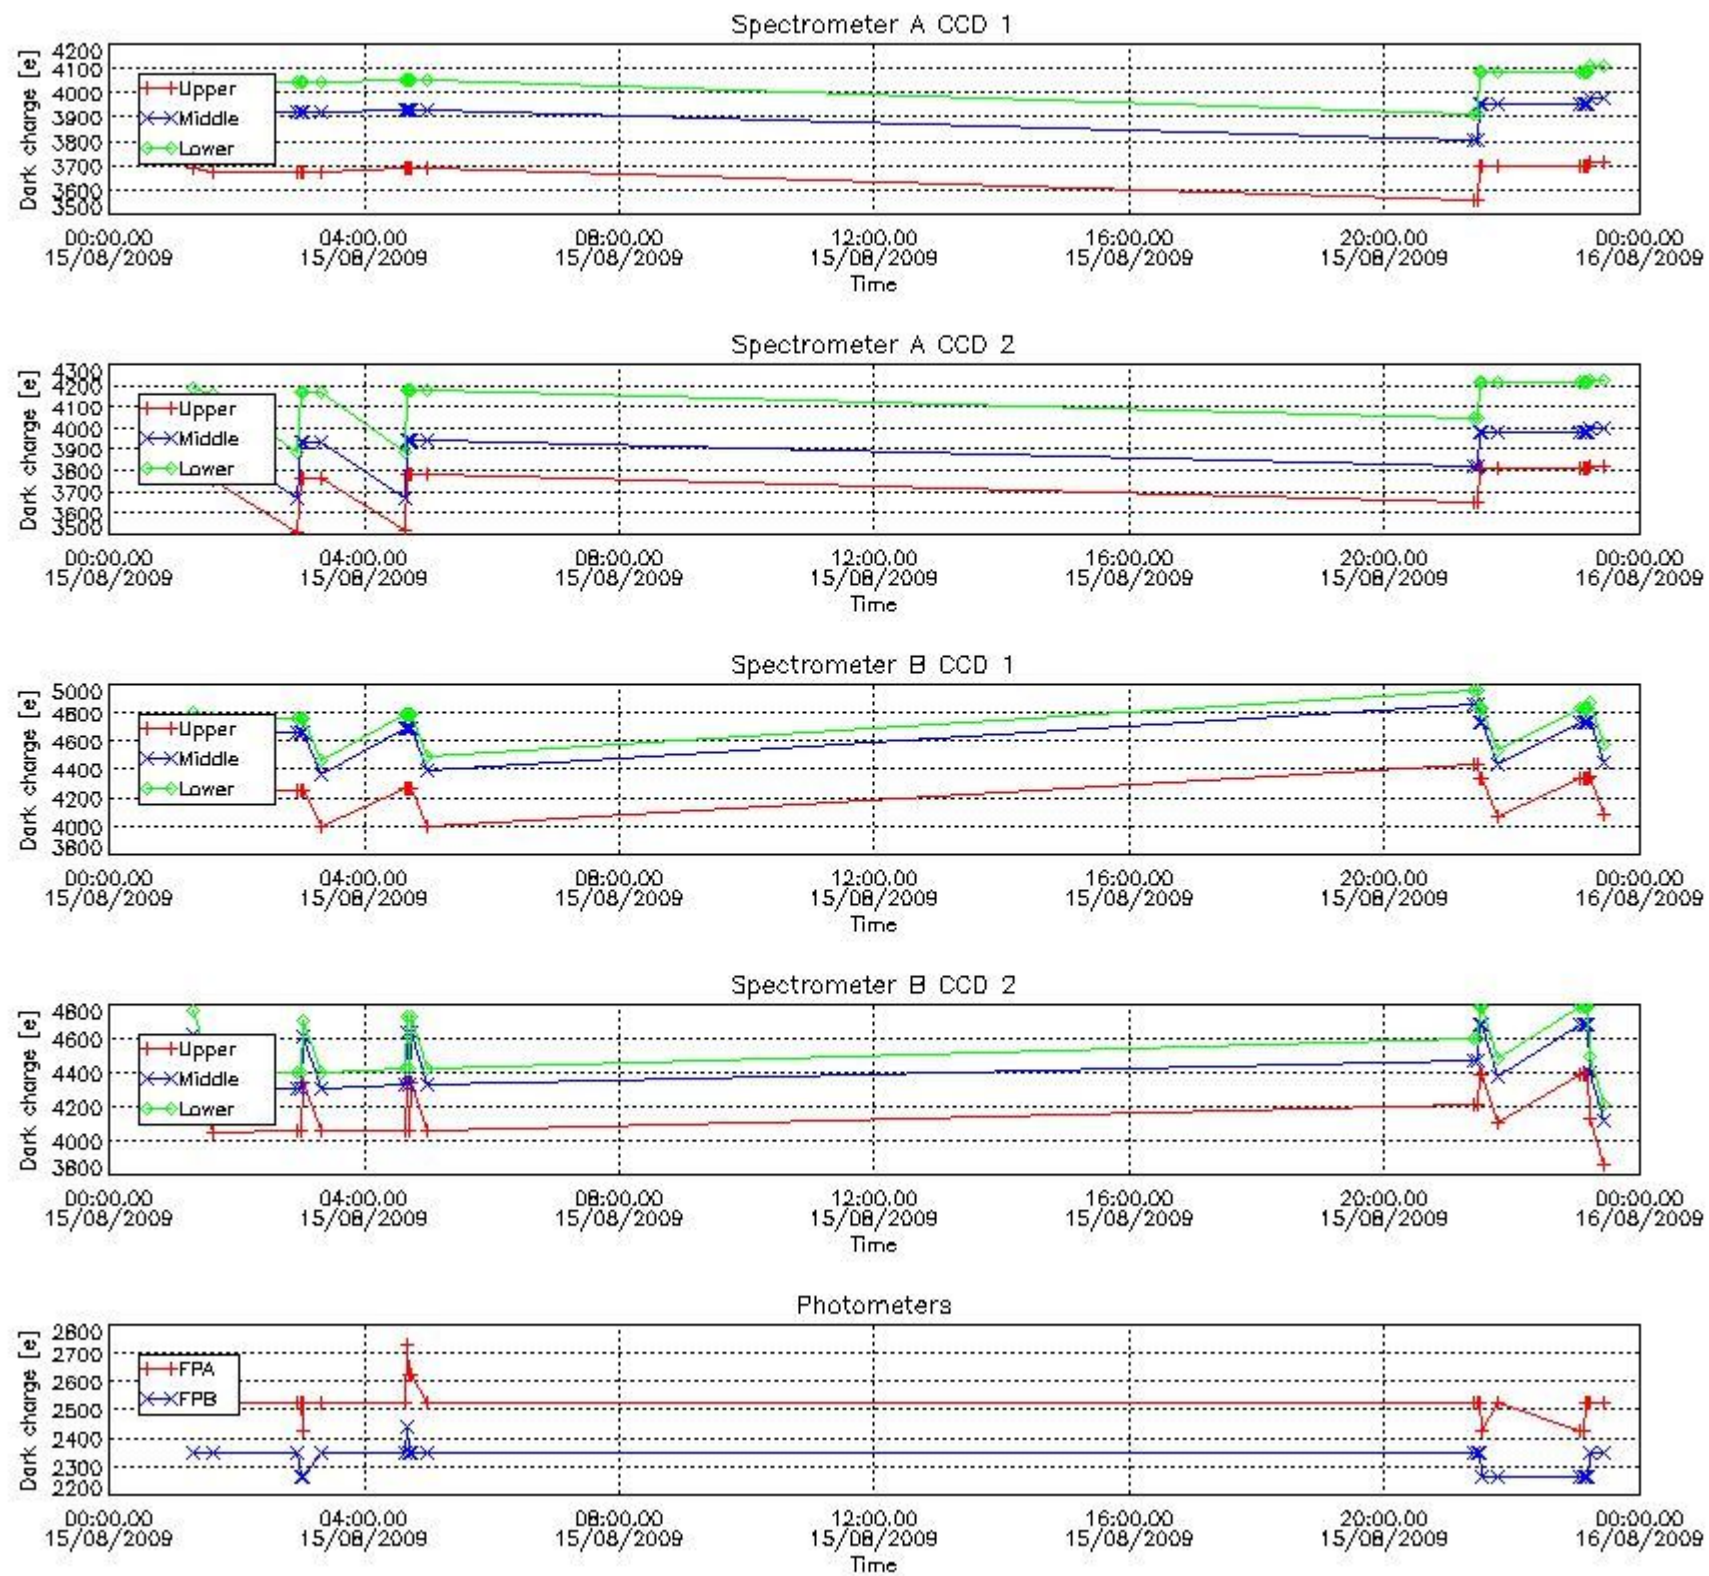 Spectrometer A CCD 1
Dark charge [e]
4200
4100
4000
3900
3800
3700
3600
3500
Upper
Middle
Lower
00:00.00 04:00.00 08:00.00 12:00.00 16:00.00 20:00.00 00:00.00
15/08/2009 15/08/2009 15/08/2009 15/08/2009 15/08/2009 15/08/2009 16/08/2009
Time
Spectrometer A CCD 2
Dark charge [e]
4300
4200
4100
4000
3900
3800
3700
3600
3500
Upper
Middle
Lower
00:00.00 04:00.00 08:00.00 12:00.00 16:00.00 20:00.00 00:00.00
15/08/2009 15/08/2009 15/08/2009 15/08/2009 15/08/2009 15/08/2009 16/08/2009
Time
Spectrometer B CCD 1
Dark charge [e]
5000
4800
4600
4400
4200
4000
3800
Upper
Middle
Lower
00:00.00 04:00.00 08:00.00 12:00.00 16:00.00 20:00.00 00:00.00
15/08/2009 15/08/2009 15/08/2009 15/08/2009 15/08/2009 15/08/2009 16/08/2009
Time
Spectrometer B CCD 2
Dark charge [e]
4800
4600
4400
4200
4000
3800
Upper
Middle
Lower
00:00.00 04:00.00 08:00.00 12:00.00 16:00.00 20:00.00 00:00.00
15/08/2009 15/08/2009 15/08/2009 15/08/2009 15/08/2009 15/08/2009 16/08/2009
Time
Photometers
Dark charge [e]
2800
2700
2600
2500
2400
2300
2200
FPA
FPB
00:00.00 04:00.00 08:00.00 12:00.00 16:00.00 20:00.00 00:00.00
15/08/2009 15/08/2009 15/08/2009 15/08/2009 15/08/2009 15/08/2009 16/08/2009
Time